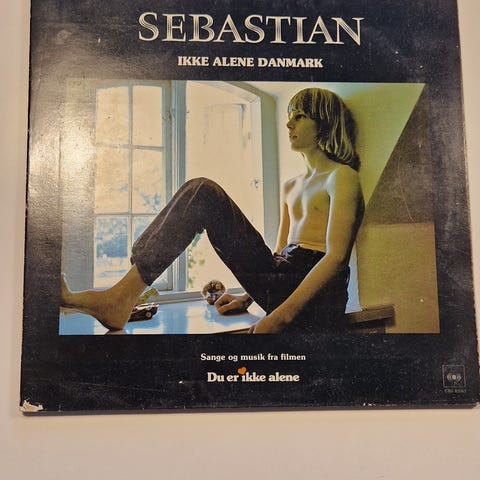 SEBASTIAN
IKKE ALENE DANMARK
Sange og musik fra filmen
Du er ikke alene